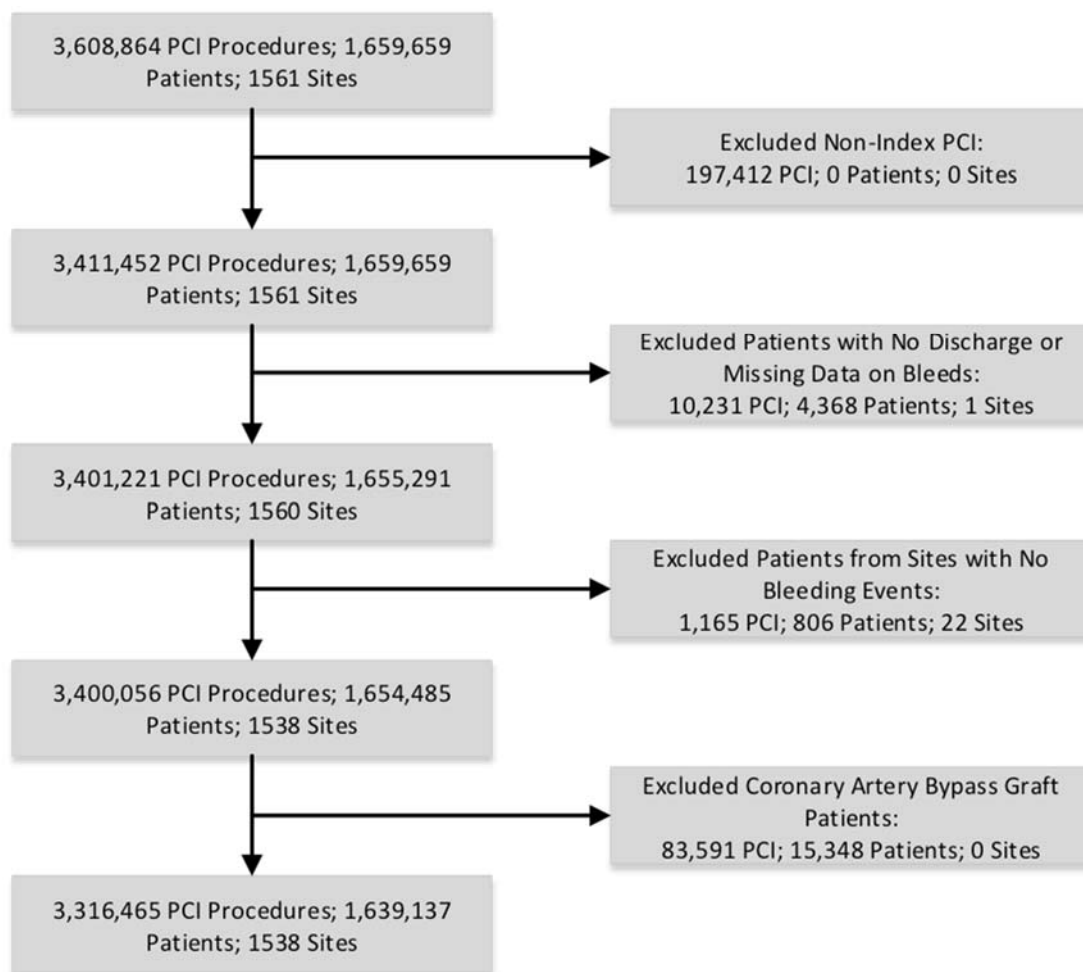 3,608,864 PCI Procedures; 1,659,659
Patients; 1561 Sites
Excluded Non-Index PCI:
197,412 PCI; 0 Patients; 0 Sites
3,411,452 PCI Procedures; 1,659,659
Patients; 1561 Sites
Excluded Patients with No Discharge or
Missing Data on Bleeds:
10,231 PCI; 4,368 Patients; 1 Sites
3,401,221 PCI Procedures; 1,655,291
Patients; 1560 Sites
Excluded Patients from Sites with No
Bleeding Events:
1,165 PCI; 806 Patients; 22 Sites
3,400,056 PCI Procedures; 1,654,485
Patients; 1538 Sites
Excluded Coronary Artery Bypass Graft
Patients:
83,591 PCI; 15,348 Patients; 0 Sites
3,316,465 PCI Procedures; 1,639,137
Patients; 1538 Sites